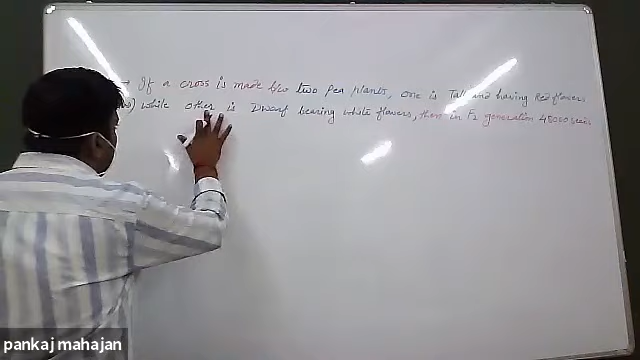 → If a cross is made b/w two Pea plants, one is Tall and having Red flowers
) while other is Dwarf bearing white flowers, then in F2 generation 48000 seeds
pankaj mahajan